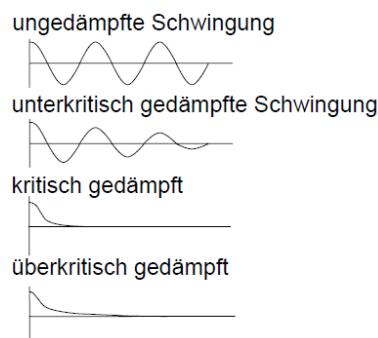 ungedämpfte Schwingung
unterkritisch gedämpfte Schwingung
kritisch gedämpft
überkritisch gedämpft